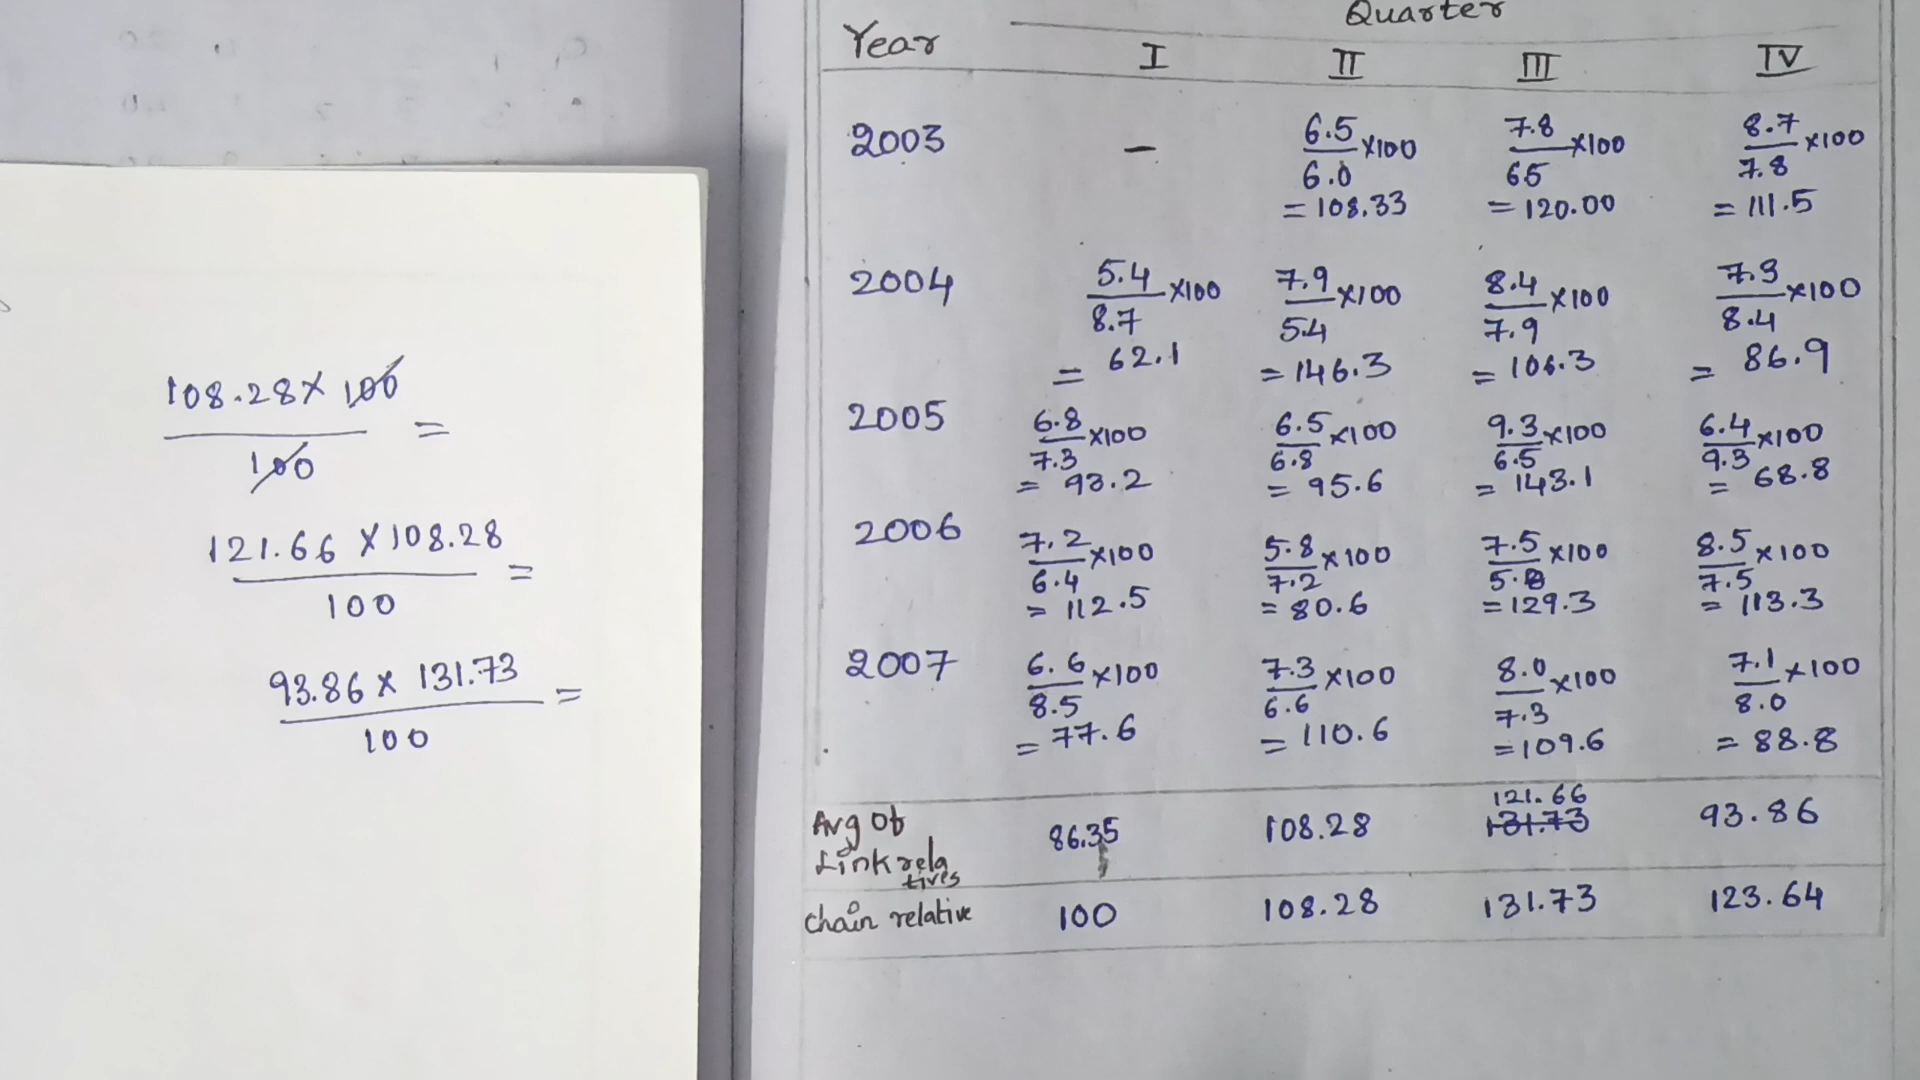 108.28 × 100
100 =
121.66 × 108.28
100 =
93.86 × 131.73
100 =
Quarter
Year I II III IV
2003 — 6.5/6.0 ×100 7.8/65 ×100 8.7/7.8 ×100
= 108.33 = 120.00 = 111.5
2004 5.4/8.7 ×100 7.9/54 ×100 8.4/7.9 ×100 7.3/8.4 ×100
= 62.1 = 146.3 = 106.3 = 86.9
2005 6.8/7.3 ×100 6.5/6.8 ×100 9.3/6.5 ×100 6.4/9.3 ×100
= 93.2 = 95.6 = 143.1 = 68.8
2006 7.2/6.4 ×100 5.8/7.2 ×100 7.5/5.8 ×100 8.5/7.5 ×100
= 112.5 = 80.6 = 129.3 = 113.3
2007 6.6/8.5 ×100 7.3/6.6 ×100 8.0/7.3 ×100 7.1/8.0 ×100
= 77.6 = 110.6 = 109.6 = 88.8
121.66
Avg of 86.35 108.28 131.73 93.86
Link rela
tives
chain relative 100 108.28 131.73 123.64